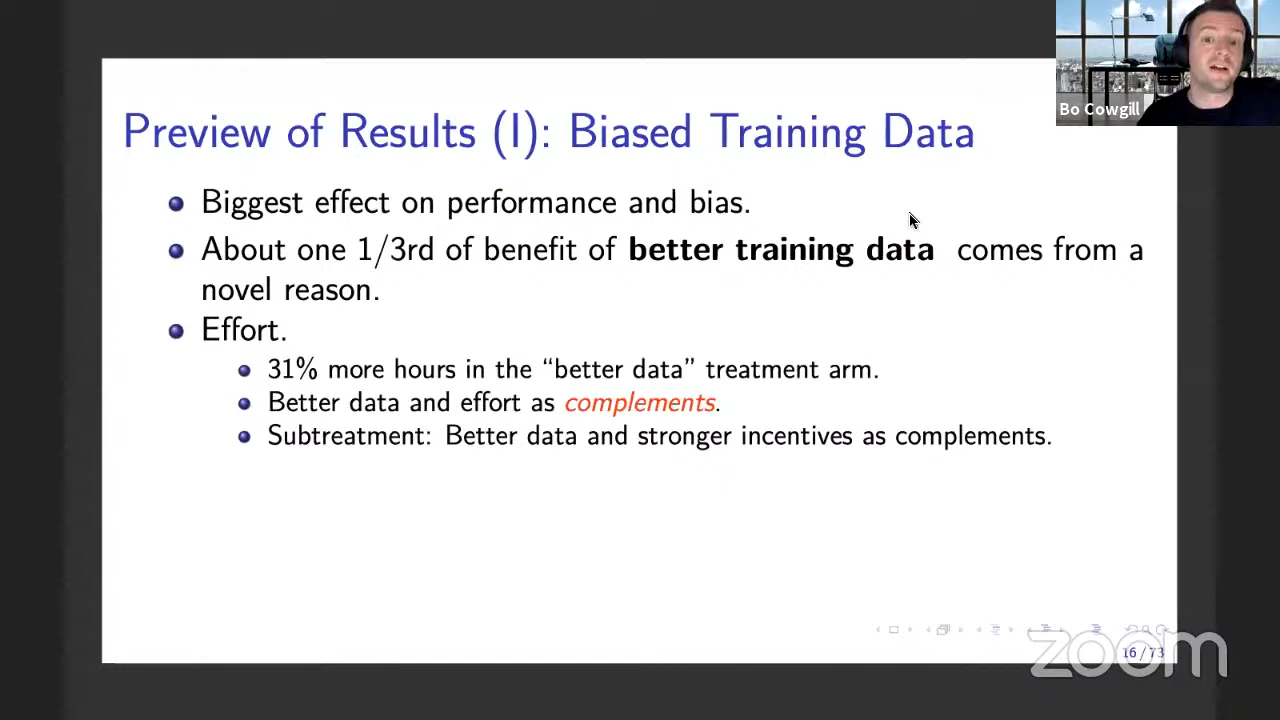 Preview of Results (I): Biased Training Data
Biggest effect on performance and bias.
About one 1/3rd of benefit of better training data comes from a
novel reason.
Effort.
31% more hours in the “better data” treatment arm.
Better data and effort as complements.
Subtreatment: Better data and stronger incentives as complements.
Bo Cowgill
16 / 73
zoom